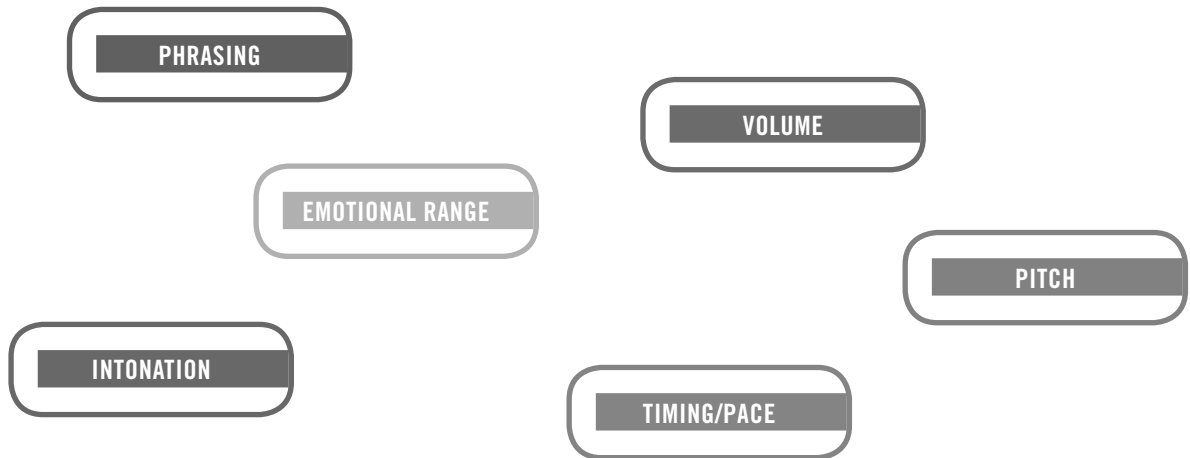 PHRASING
VOLUME
EMOTIONAL RANGE
PITCH
INTONATION
TIMING/PACE